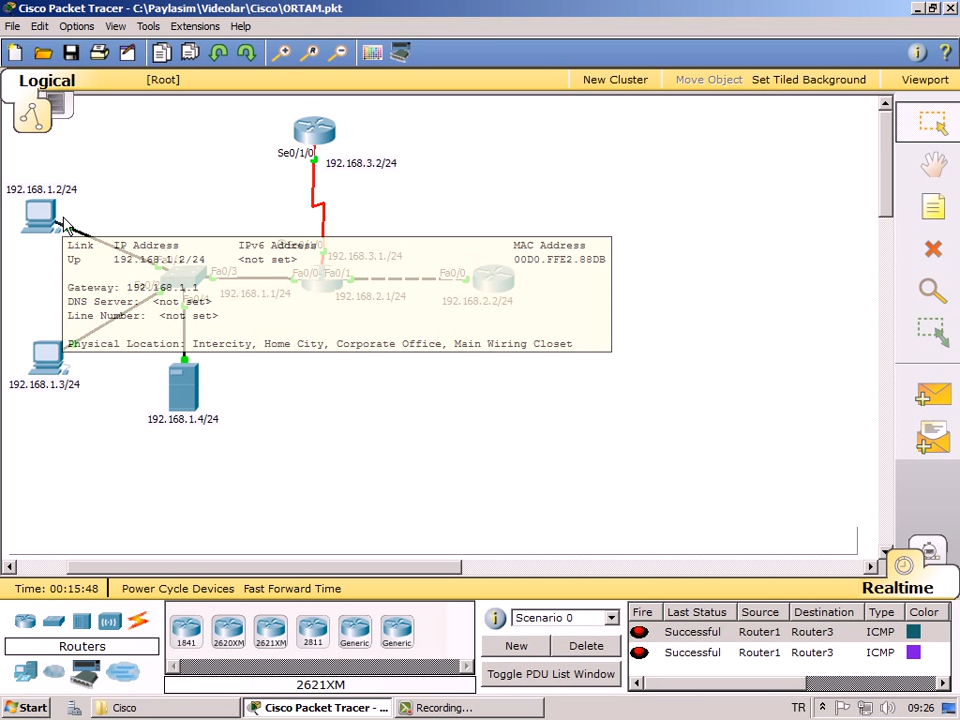 Cisco Packet Tracer - C:\Paylasim\Videolar\Cisco\ORTAM.pkt
File Edit Options View Tools Extensions Help
Logical [Root] New Cluster Move Object Set Tiled Background Viewport
Se0/1/0
192.168.3.2/24
192.168.1.2/24
Link IP Address IPv6 Address MAC Address
Up 192.168.1.2/24 <not set> 00D0.FFE2.88DB
192.168.3.1./24
Fa0/3 Fa0/0 Fa0/1 Fa0/0
Gateway: 192.168.1.1
192.168.1.1/24 192.168.2.1/24 192.168.2.2/24
DNS Server: <not set>
Line Number: <not set>
Physical Location: Intercity, Home City, Corporate Office, Main Wiring Closet
192.168.1.3/24
192.168.1.4/24
Time: 00:15:48 Power Cycle Devices Fast Forward Time Realtime
Routers
1841 2620XM 2621XM 2811 Generic Generic
2621XM
Scenario 0
New Delete
Toggle PDU List Window
Fire Last Status Source Destination Type Color
Successful Router1 Router3 ICMP
Successful Router1 Router3 ICMP
Start Cisco Cisco Packet Tracer - ... Recording... TR 09:26